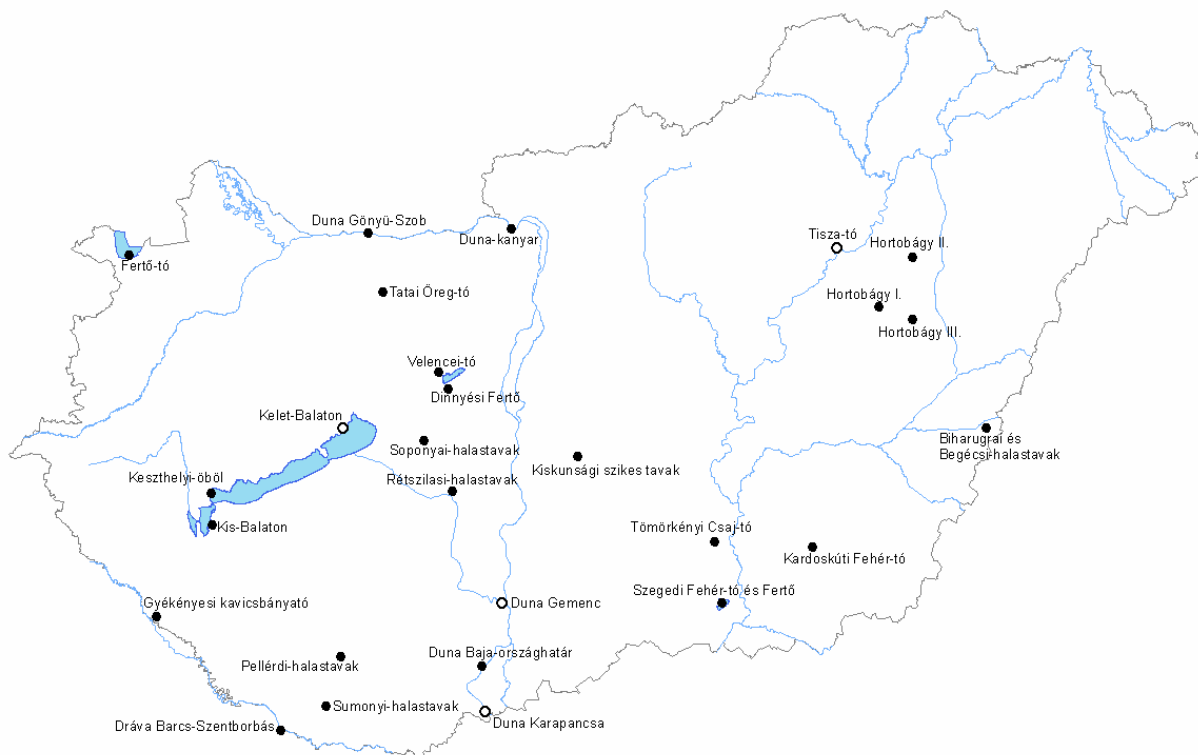 Duna Gönyü-Szob
Duna-kanyar
Tisza-tó
Hortobágy II.
Fertő-tó
Tatai Öreg-tó
Hortobágy I.
Hortobágy III.
Velencei-tó
Dinnyési Fertő
Kelet-Balaton
Soponyai-halastavak
Biharugrai és
Begécsi-halastavak
Kiskunsági szikes tavak
Keszthelyi-öböl
Rétszilasi-halastavak
Kis-Balaton
Tömörkényi Csaj-tó
Kardoskúti Fehér-tó
Szegedi Fehér-tó és Fertő
Gyékényesi kavicsbányató
Duna Gemenc
Duna Baja-országhatár
Pellérdi-halastavak
Sumonyi-halastavak
Duna Karapancsa
Dráva Barcs-Szentborbás